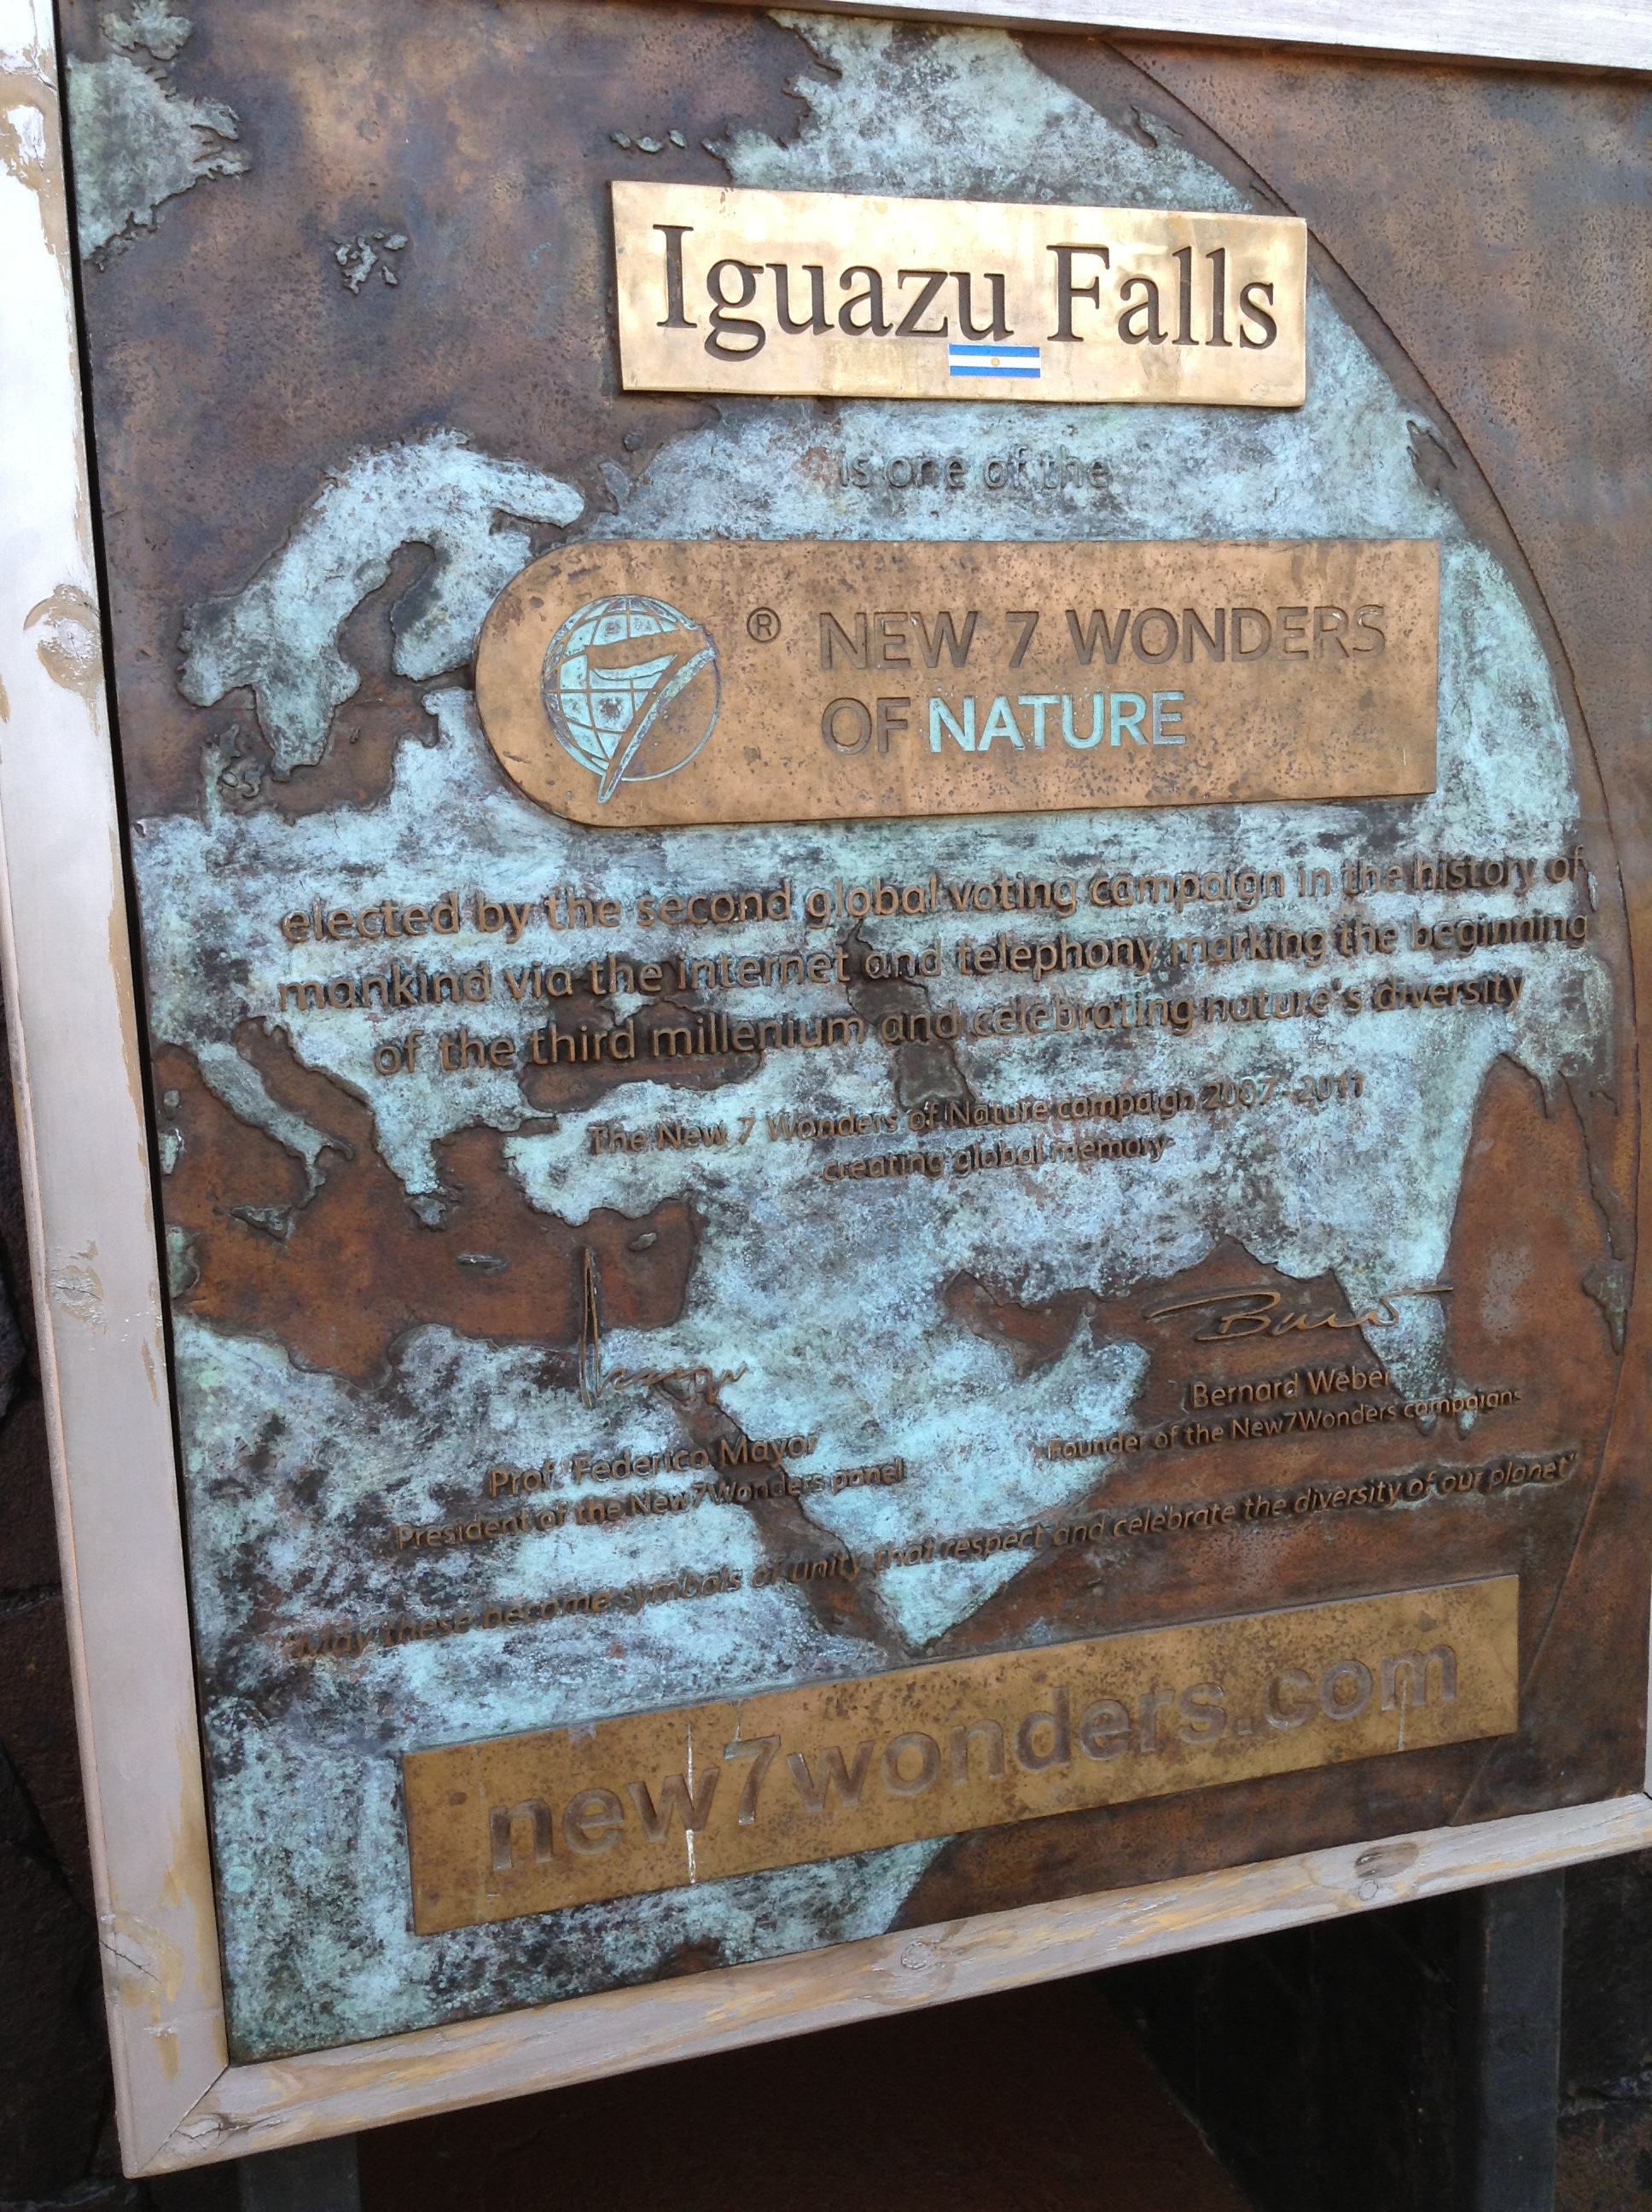 Iguazu Falls
is one of the
7
® NEW 7 WONDERS
OF NATURE
elected by the second global voting campaign in the history of
mankind via the internet and telephony marking the beginning
of the third millenium and celebrating nature's diversity
The New 7 Wonders of Nature campaign 2007-2011
creating global memory
Prof. Federico Mayor
President of the New7Wonders panel
Bernard Weber
Founder of the New7Wonders campaigns
"May these become symbols of unity that respect and celebrate the diversity of our planet"
new7wonders.com